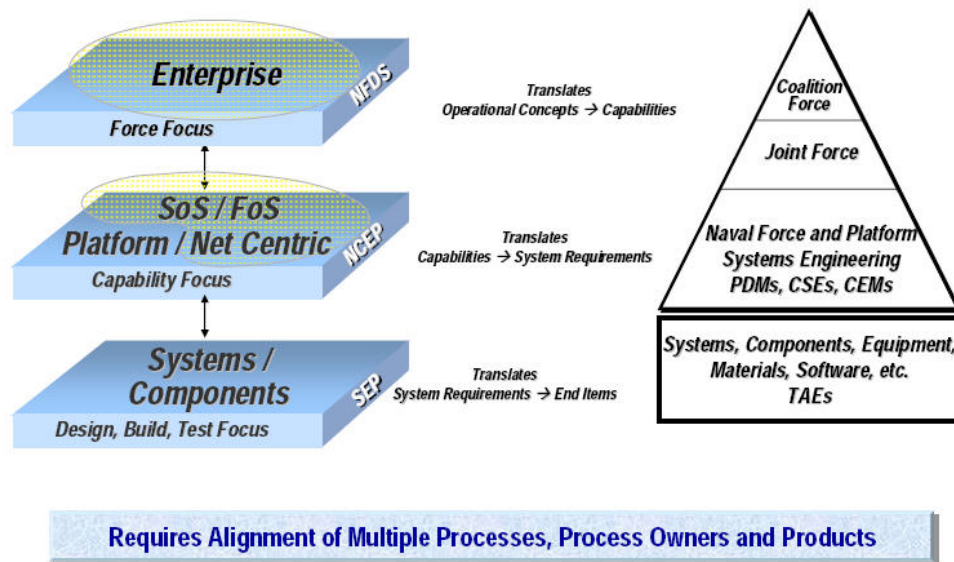 Enterprise
NFDS
Force Focus
Translates
Operational Concepts → Capabilities
SoS / FoS
Platform / Net Centric
NCEP
Capability Focus
Translates
Capabilities → System Requirements
Systems /
Components
SEP
Design, Build, Test Focus
Translates
System Requirements → End Items
Coalition
Force
Joint Force
Naval Force and Platform
Systems Engineering
PDMs, CSEs, CEMs
Systems, Components, Equipment,
Materials, Software, etc.
TAEs
Requires Alignment of Multiple Processes, Process Owners and Products